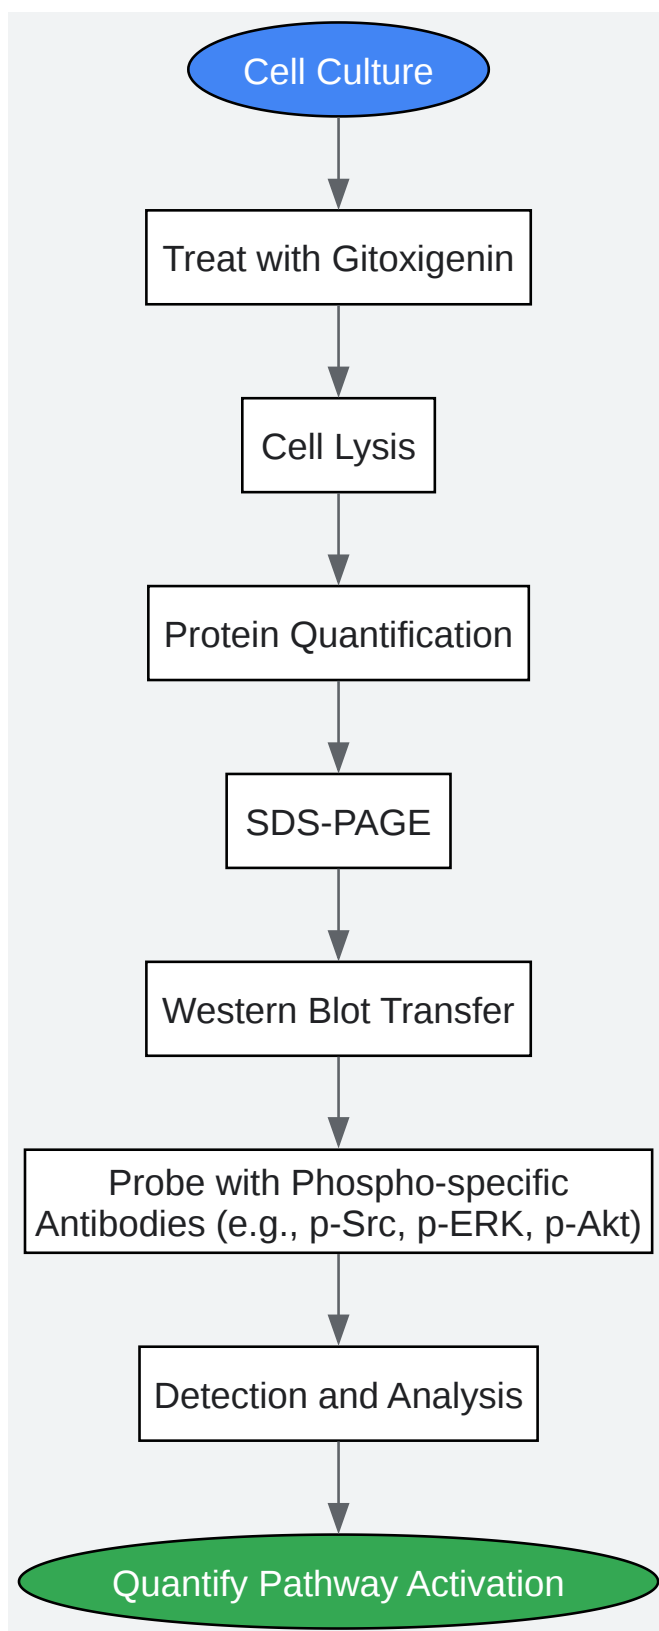 Cell Culture
Treat with Gitoxigenin
Cell Lysis
Protein Quantification
SDS-PAGE
Western Blot Transfer
Probe with Phospho-specific
Antibodies (e.g., p-Src, p-ERK, p-Akt)
Detection and Analysis
Quantify Pathway Activation